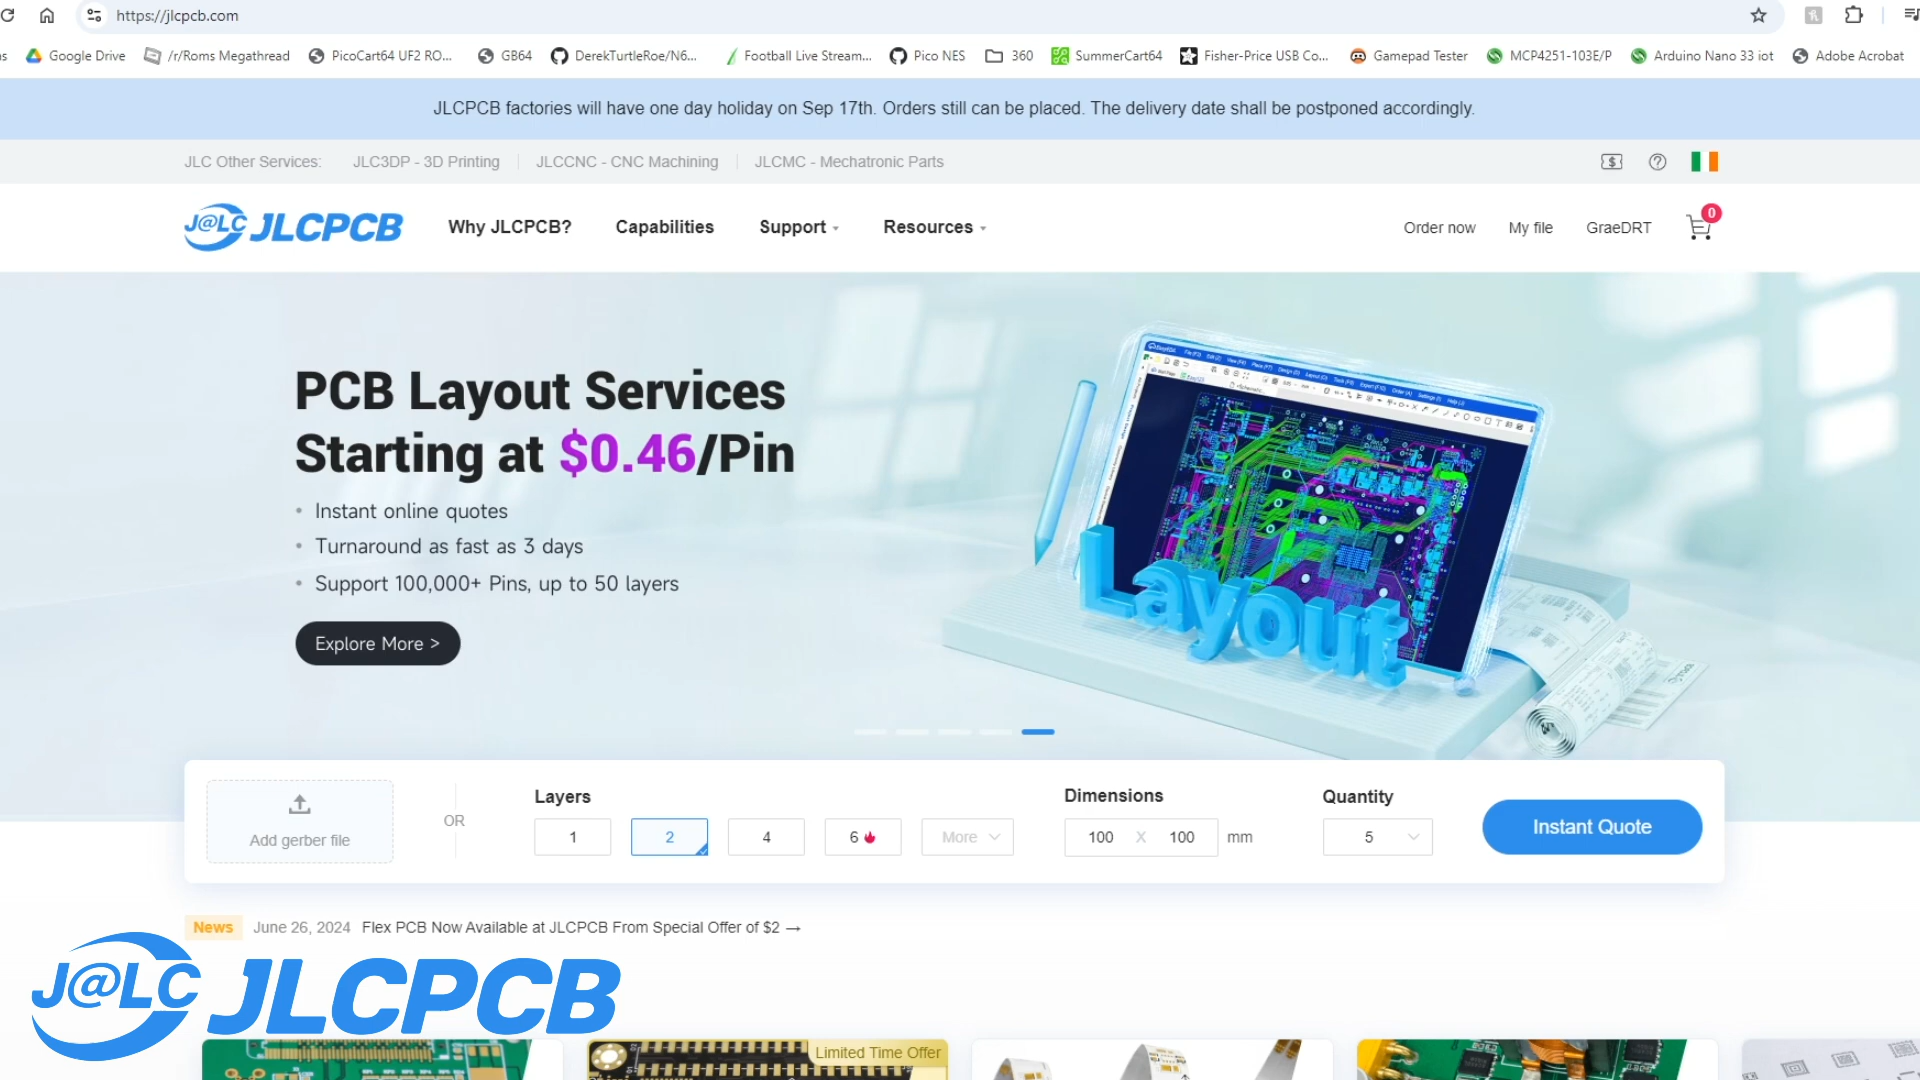 https://jlcpcb.com
Google Drive
/r/Roms Megathread
PicoCart64 UF2 RO...
GB64
DerekTurtleRoe/N6...
Football Live Stream...
Pico NES
360
SummerCart64
Fisher-Price USB Co...
Gamepad Tester
MCP4251-103E/P
Arduino Nano 33 iot
Adobe Acrobat
JLCPCB factories will have one day holiday on Sep 17th. Orders still can be placed. The delivery date shall be postponed accordingly.
JLC Other Services:
JLC3DP - 3D Printing
JLCCNC - CNC Machining
JLCMC - Mechatronic Parts
J@LC JLCPCB
Why JLCPCB?
Capabilities
Support
Resources
Order now
My file
GraeDRT
0
PCB Layout Services
Starting at $0.46/Pin
• Instant online quotes
• Turnaround as fast as 3 days
• Support 100,000+ Pins, up to 50 layers
Explore More >
Layout
Add gerber file
OR
Layers
1
2
4
6
More
Dimensions
100 X 100 mm
Quantity
5
Instant Quote
News
June 26, 2024
Flex PCB Now Available at JLCPCB From Special Offer of $2 →
J@LC JLCPCB
Limited Time Offer